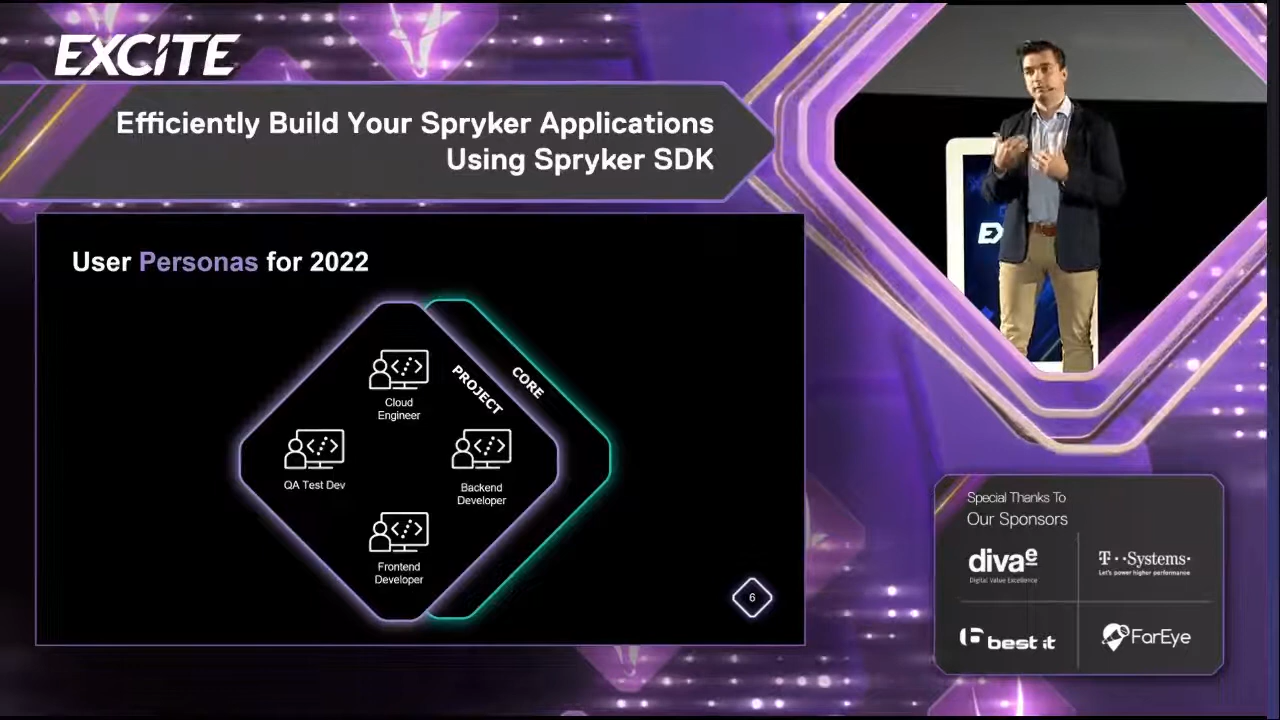 EXCITE
Efficiently Build Your Spryker Applications
Using Spryker SDK
User Personas for 2022
Cloud
Engineer
PROJECT
CORE
QA Test Dev
Backend
Developer
Frontend
Developer
6
EX
Special Thanks To
Our Sponsors
divae
Digital Value Excellence
T··Systems·
Let's power higher performance
best it
FarEye